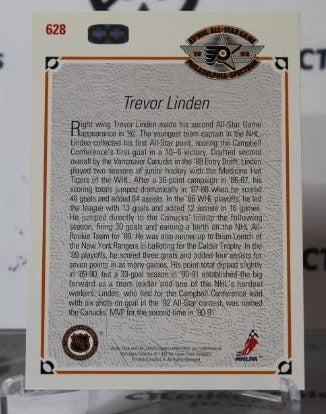 628
Trevor Linden
Right wing Trevor Linden made his second All-Star Game
appearance in '92. The youngest team captain in the NHL,
Linden collected his first All-Star point, scoring the Campbell
Conference's first goal in a 10-6 victory. Drafted second
overall by the Vancouver Canucks in the '88 Entry Draft, Linden
played two seasons of junior hockey with the Medicine Hat
Tigers of the WHL. After a 36-point campaign in '86-87, his
scoring totals jumped dramatically in '87-88 when he scored
46 goals and added 64 assists. In the '88 WHL playoffs, he led
the league with 13 goals and added 12 assists in 16 games.
He jumped directly to the Canucks' lineup the following
season, firing 30 goals and earning a berth on the NHL All-
Rookie Team for '89. He was also runner-up to Brian Leetch of
the New York Rangers in balloting for the Calder Trophy. In the
'89 playoffs, he scored three goals and added four assists for
seven points in as many games. His point total dipped slightly
in '89-90, but a 33-goal season in '90-91 established the big
forward as a team leader and one of the NHL's hardest
workers. Linden, who tied for the Campbell Conference lead
with six shots on goal in the '92 All-Star contest, was named
the Canucks' MVP for the second time in '90-91.
NHLPA